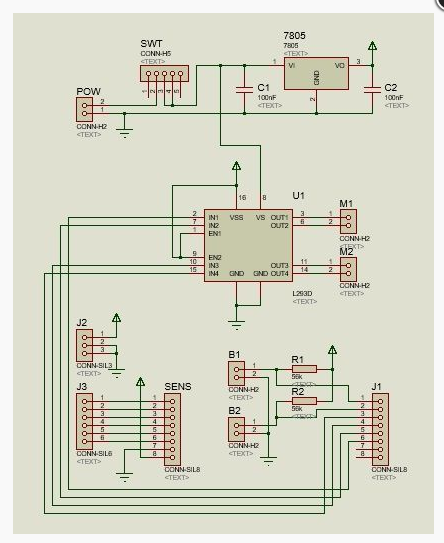 SWT
CONN-H5
<TEXT>
1 2 3 4 5
7805
7805
<TEXT>
VI VO
1 3
GND
2
C1
100nF
<TEXT>
C2
100nF
<TEXT>
POW
2
1
CONN-H2
<TEXT>
U1
16 8
2 IN1 VSS VS OUT1 3
7 IN2 OUT2 6
1 EN1
9 EN2
10 IN3 OUT3 11
15 IN4 GND GND OUT4 14
L293D
<TEXT>
M1
1
2
CONN-H2
<TEXT>
M2
1
2
CONN-H2
<TEXT>
J2
1
2
3
CONN-SIL3
<TEXT>
B1
1
2
CONN-H2
<TEXT>
R1
56k
<TEXT>
R2
56k
<TEXT>
B2
1
2
CONN-H2
<TEXT>
J3
1
2
3
4
5
6
CONN-SIL6
<TEXT>
SENS
1
2
3
4
5
6
7
8
CONN-SIL8
<TEXT>
J1
1
2
3
4
5
6
7
8
CONN-SIL8
<TEXT>